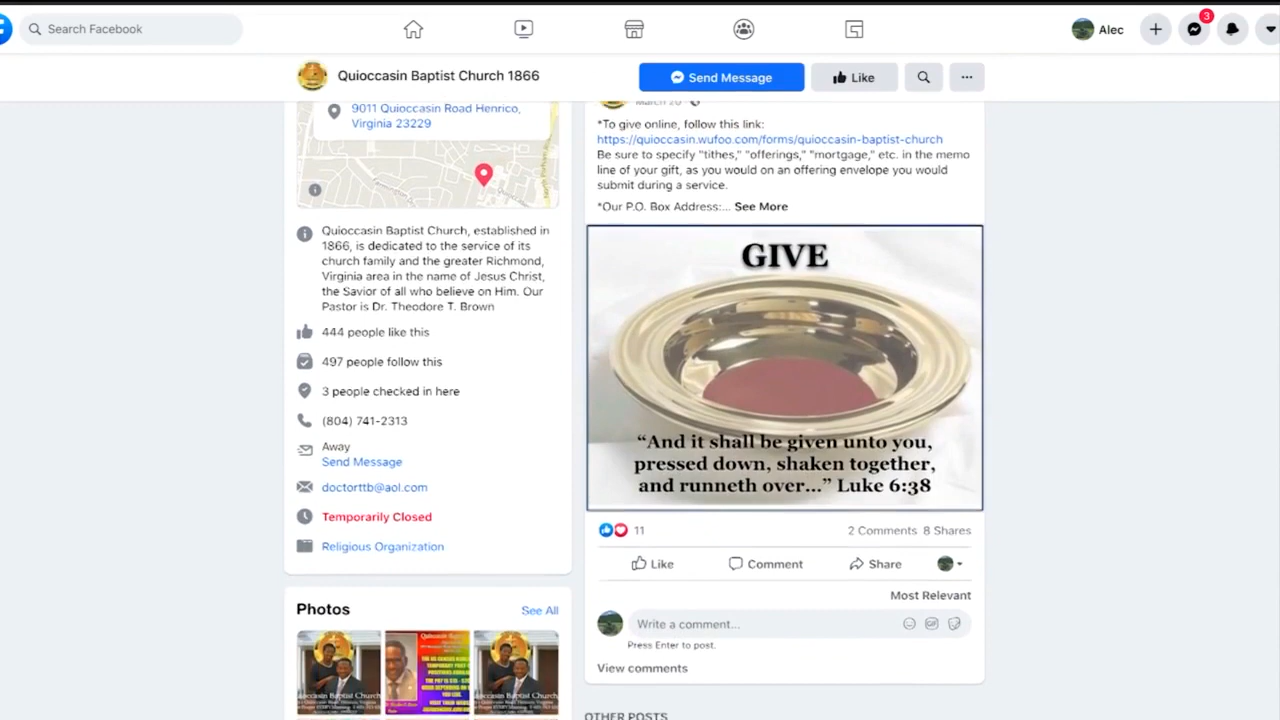 Search Facebook
Alec
3
Quioccasin Baptist Church 1866
Send Message
Like
9011 Quioccasin Road Henrico,
Virginia 23229
Quioccasin Baptist Church, established in
1866, is dedicated to the service of its
church family and the greater Richmond,
Virginia area in the name of Jesus Christ,
the Savior of all who believe on Him. Our
Pastor is Dr. Theodore T. Brown
444 people like this
497 people follow this
3 people checked in here
(804) 741-2313
Away
Send Message
doctorttb@aol.com
Temporarily Closed
Religious Organization
Photos
See All
March 20
*To give online, follow this link:
https://quioccasin.wufoo.com/forms/quioccasin-baptist-church
Be sure to specify "tithes," "offerings," "mortgage," etc. in the memo
line of your gift, as you would on an offering envelope you would
submit during a service.
*Our P.O. Box Address:... See More
GIVE
“And it shall be given unto you,
pressed down, shaken together,
and runneth over...” Luke 6:38
11
2 Comments 8 Shares
Like
Comment
Share
Most Relevant
Write a comment...
Press Enter to post.
View comments
OTHER POSTS